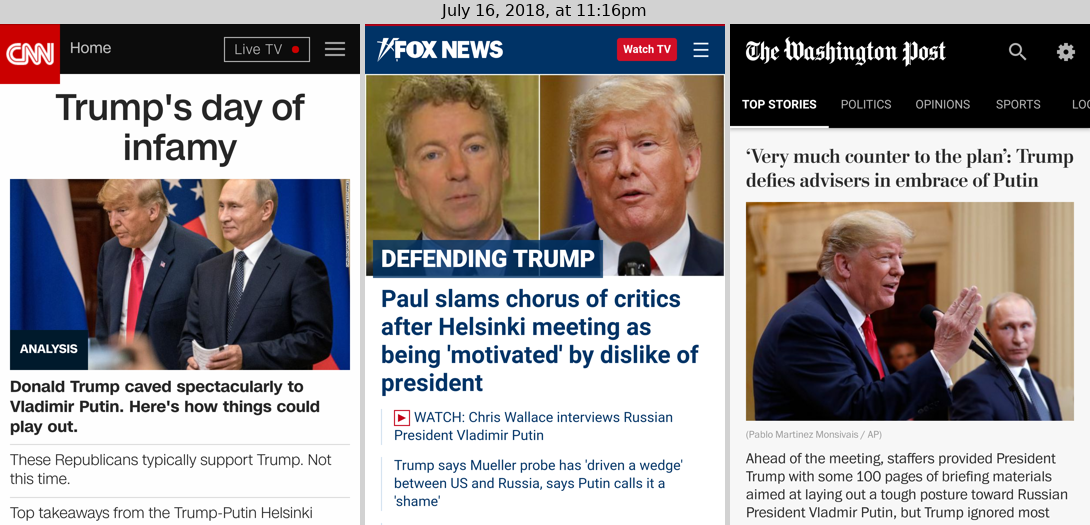 July 16, 2018, at 11:16pm
CNN
Home
Live TV
Trump's day of
infamy
ANALYSIS
Donald Trump caved spectacularly to
Vladimir Putin. Here's how things could
play out.
These Republicans typically support Trump. Not
this time.
Top takeaways from the Trump-Putin Helsinki
FOX NEWS
Watch TV
DEFENDING TRUMP
Paul slams chorus of critics
after Helsinki meeting as
being 'motivated' by dislike of
president
WATCH: Chris Wallace interviews Russian
President Vladimir Putin
Trump says Mueller probe has 'driven a wedge'
between US and Russia, says Putin calls it a
'shame'
The Washington Post
TOP STORIES POLITICS OPINIONS SPORTS LOC
‘Very much counter to the plan’: Trump
defies advisers in embrace of Putin
(Pablo Martinez Monsivais / AP)
Ahead of the meeting, staffers provided President
Trump with some 100 pages of briefing materials
aimed at laying out a tough posture toward Russian
President Vladimir Putin, but Trump ignored most